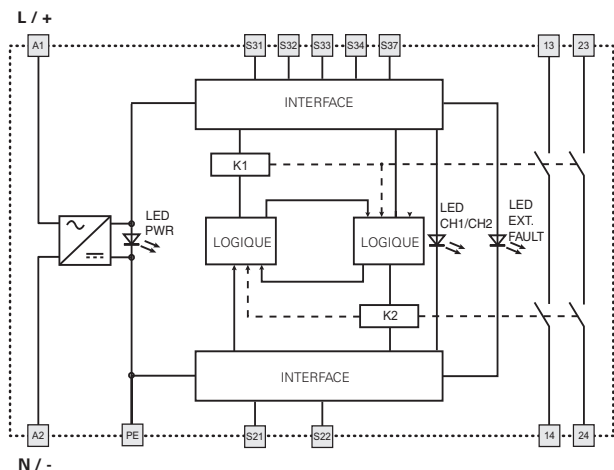 L / +
A1
S31
S32
S33
S34
S37
13
23
INTERFACE
K1
LED
PWR
LOGIQUE
LOGIQUE
LED
CH1/CH2
LED
EXT.
FAULT
K2
INTERFACE
A2
PE
S21
S22
14
24
N / -